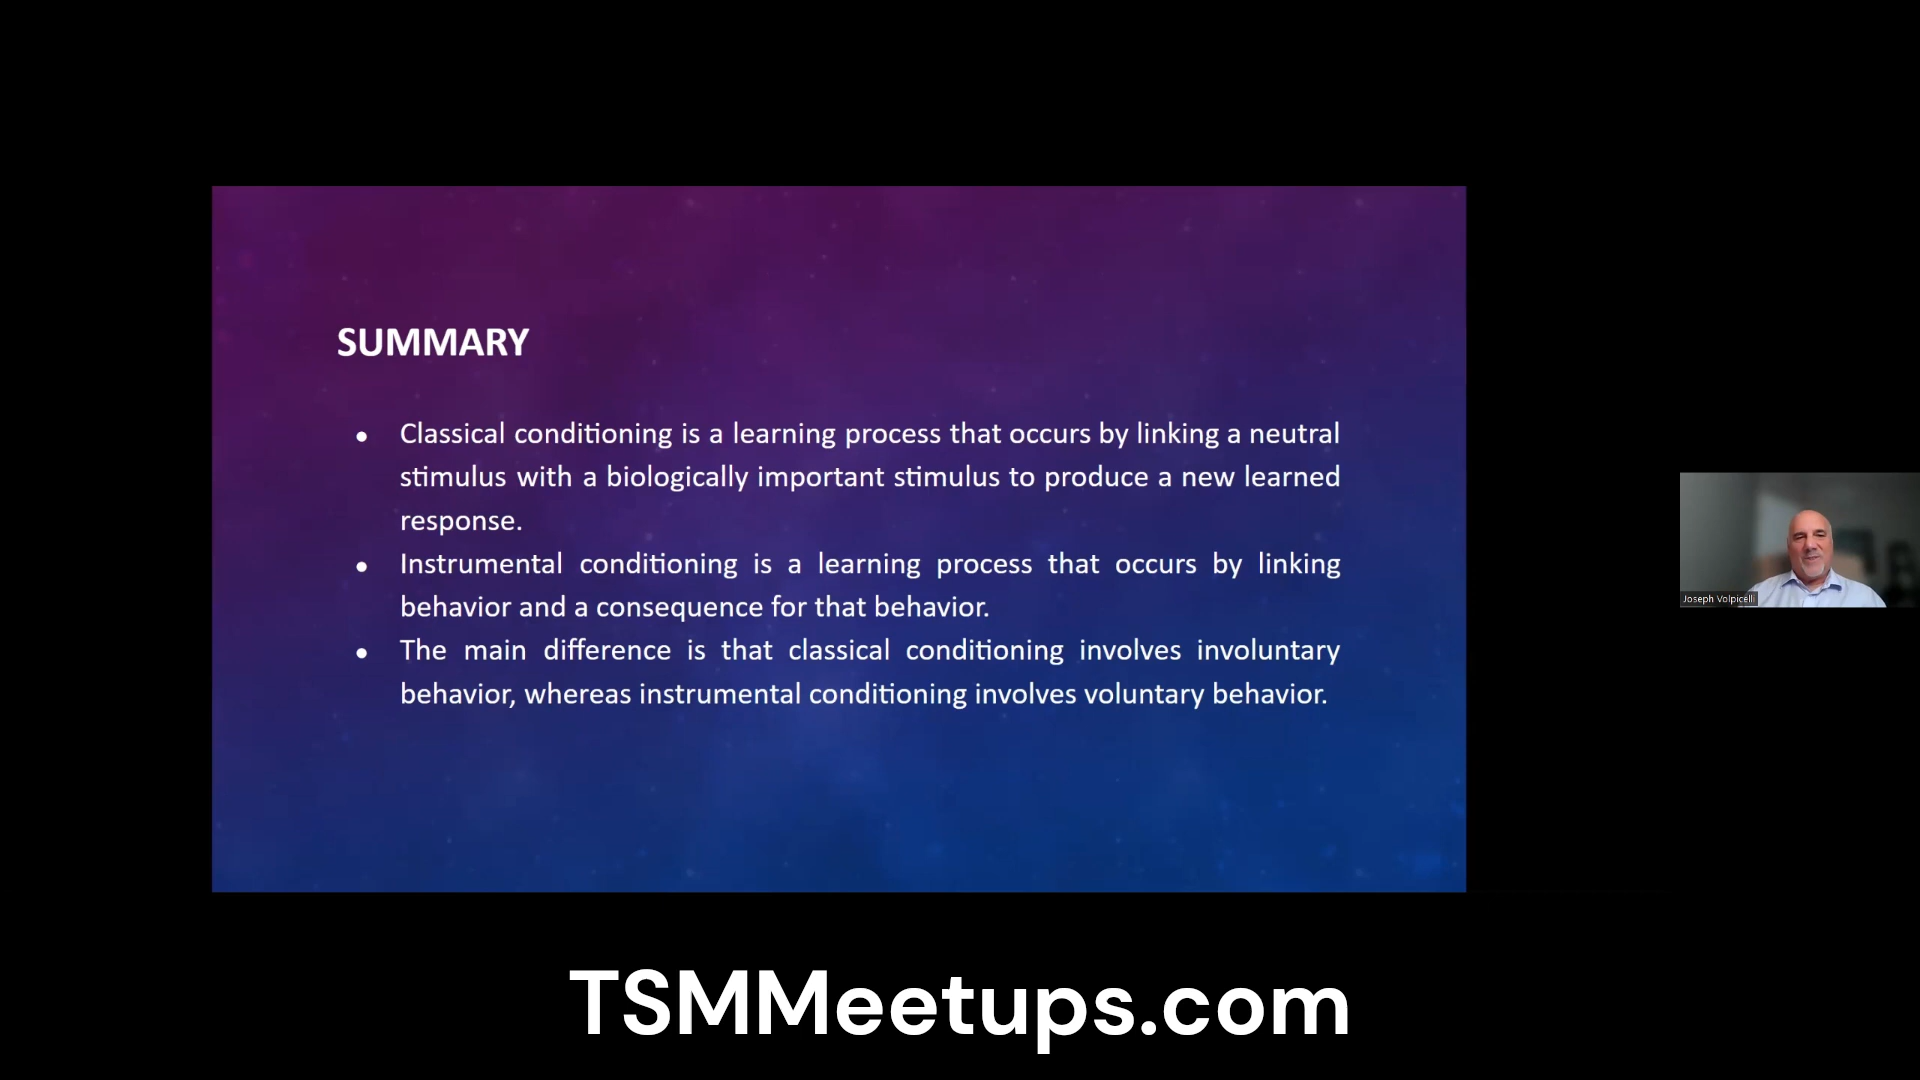 SUMMARY
• Classical conditioning is a learning process that occurs by linking a neutral
stimulus with a biologically important stimulus to produce a new learned
response.
• Instrumental conditioning is a learning process that occurs by linking
behavior and a consequence for that behavior.
• The main difference is that classical conditioning involves involuntary
behavior, whereas instrumental conditioning involves voluntary behavior.
Joseph Volpicelli
TSMMeetups.com